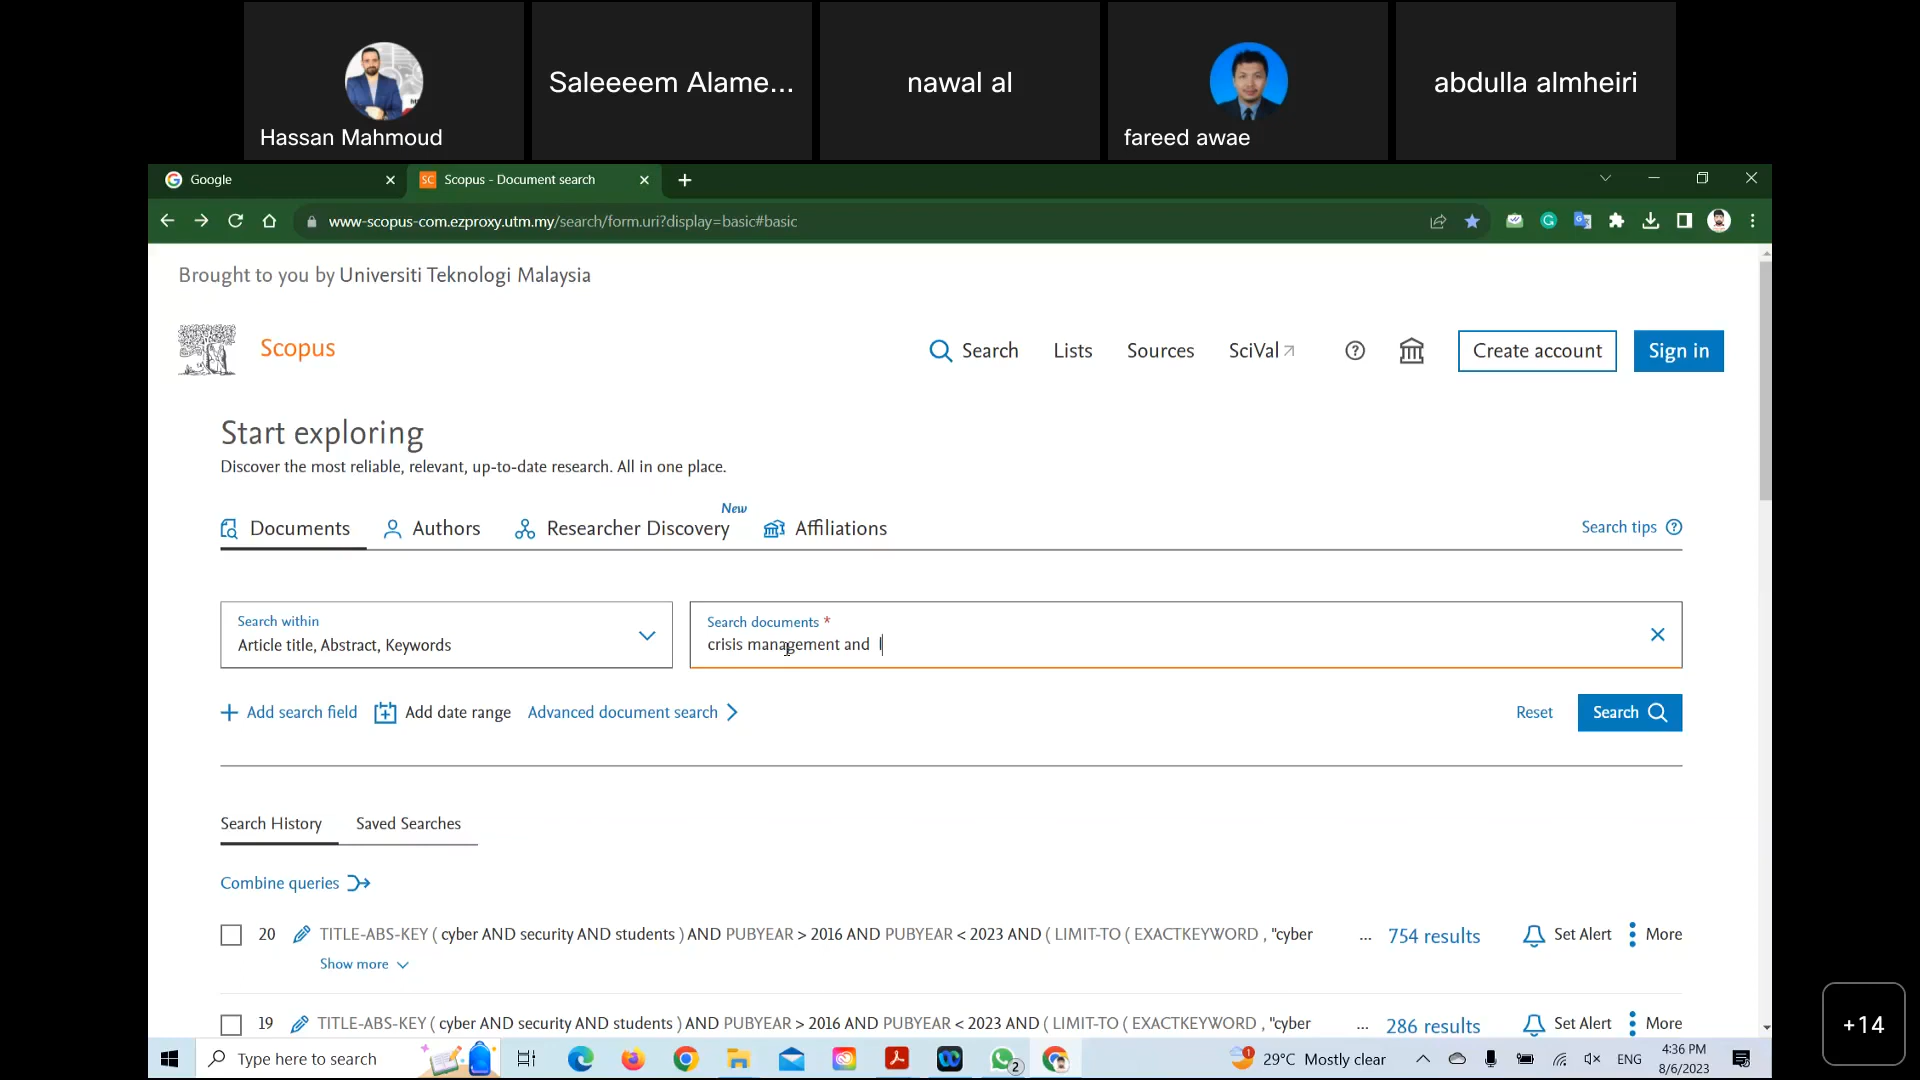 Hassan Mahmoud
Saleeeem Alame...
nawal al
fareed awae
abdulla almheiri
Google
SC Scopus - Document search
www-scopus-com.ezproxy.utm.my/search/form.uri?display=basic#basic
Brought to you by Universiti Teknologi Malaysia
Scopus
Search
Lists
Sources
SciVal
Create account
Sign in
Start exploring
Discover the most reliable, relevant, up-to-date research. All in one place.
New
Documents
Authors
Researcher Discovery
Affiliations
Search tips
Search within
Article title, Abstract, Keywords
Search documents *
crisis management and l
Add search field
Add date range
Advanced document search
Reset
Search
Search History
Saved Searches
Combine queries
20 TITLE-ABS-KEY ( cyber AND security AND students ) AND PUBYEAR > 2016 AND PUBYEAR < 2023 AND ( LIMIT-TO ( EXACTKEYWORD , "cyber ... 754 results Set Alert More
Show more
19 TITLE-ABS-KEY ( cyber AND security AND students ) AND PUBYEAR > 2016 AND PUBYEAR < 2023 AND ( LIMIT-TO ( EXACTKEYWORD , "cyber ... 286 results Set Alert More
+14
Type here to search
2
1
29°C Mostly clear
ENG
4:36 PM
8/6/2023